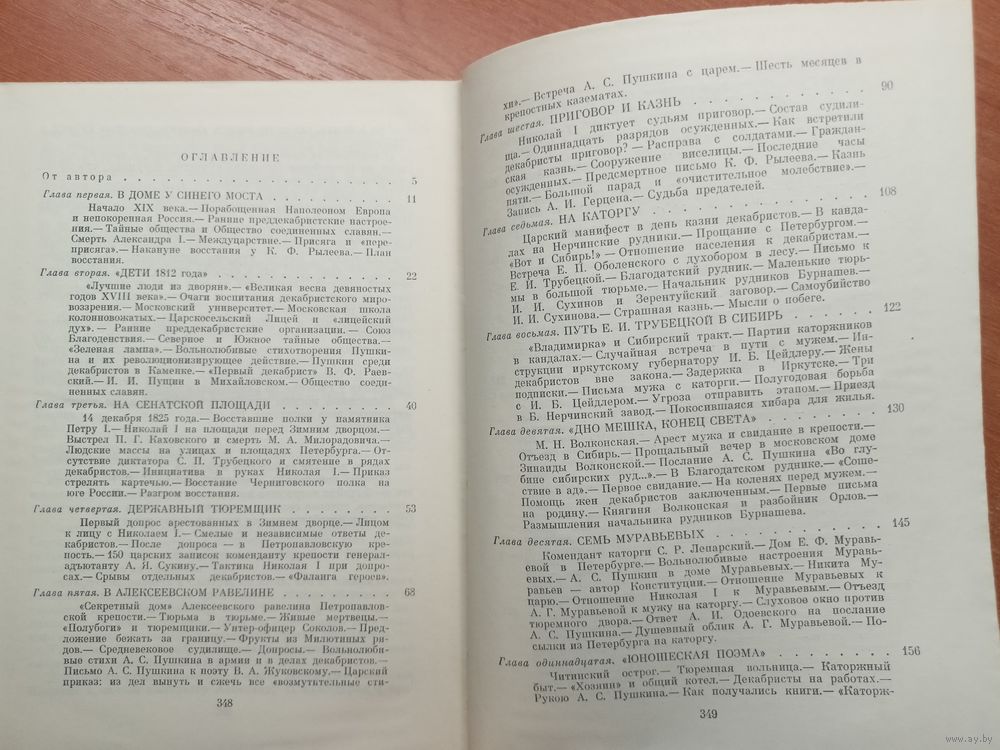 ОГЛАВЛЕНИЕ
От автора . . . . . . . . . . . . . . . . . . . . . . 5
Глава первая. В ДОМЕ У СИНЕГО МОСТА . . . . . . . . . . 11
Начало XIX века.— Порабощенная Наполеоном Европа
и непокоренная Россия.— Ранние преддекабристские настрое-
ния.— Тайные общества и Общество соединенных славян.—
Смерть Александра I.— Междуцарствие.— Присяга и «пере-
присяга».— Накануне восстания у К. Ф. Рылеева.— План
восстания.
Глава вторая. «ДЕТИ 1812 года» . . . . . . . . . . . . 22
«Лучшие люди из дворян».— «Великая весна девяностых
годов XVIII века».— Очаги воспитания декабристского миро-
воззрения.— Московский университет.— Московская школа
колонновожатых.— Царскосельский Лицей и «лицейский
дух».— Ранние преддекабристские организации.— Союз
Благоденствия.— Северное и Южное тайные общества.—
«Зеленая лампа».— Вольнолюбивые стихотворения Пушки-
на и их революционизирующее действие.— Пушкин среди
декабристов в Каменке.— «Первый декабрист» В. Ф. Раев-
ский.— И. И. Пущин в Михайловском.— Общество соеди-
ненных славян.
Глава третья. НА СЕНАТСКОЙ ПЛОЩАДИ . . . . . . . . . 40
14 декабря 1825 года.— Восставшие полки у памятника
Петру I.— Николай I на площади перед Зимним дворцом.—
Выстрел П. Г. Каховского и смерть М. А. Милорадовича.—
Людские массы на улицах и площадях Петербурга.— От-
сутствие диктатора С. П. Трубецкого и смятение в рядах
декабристов.— Инициатива в руках Николая I.— Приказ
стрелять картечью.— Восстание Черниговского полка на
юге России.— Разгром восстания.
Глава четвертая. ДЕРЖАВНЫЙ ТЮРЕМЩИК . . . . . . . . 53
Первый допрос арестованных в Зимнем дворце.— Лицом
к лицу с Николаем I.— Смелые и независимые ответы де-
кабристов.— После допроса — в Петропавловскую кре-
пость.— 150 царских записок коменданту крепости генерал-
адъютанту А. Я. Сукину.— Тактика Николая I при допро-
сах.— Срывы отдельных декабристов.— «Фаланга героев».
Глава пятая. В АЛЕКСЕЕВСКОМ РАВЕЛИНЕ . . . . . . . . 68
«Секретный дом» Алексеевского равелина Петропавлов-
ской крепости.— Тюрьма в тюрьме.— Живые мертвецы.—
«Полубоги» и тюремщики.— Унтер-офицер Соколов.— Пред-
ложение бежать за границу.— Фрукты из Милютиных ря-
дов.— Средневековое судилище.— Допросы.— Вольнолюби-
вые стихи А. С. Пушкина в армии и в делах декабристов.—
Письмо А. С. Пушкина к поэту В. А. Жуковскому.— Царский
приказ: из дел вынуть и сжечь все «возмутительные сти-
348
хи».— Встреча А. С. Пушкина с царем.— Шесть месяцев в
крепостных казематах.
Глава шестая. ПРИГОВОР И КАЗНЬ . . . . . . . . . . . 90
Николай I диктует судьям приговор.— Состав судили-
ща.— Одиннадцать разрядов осужденных.— Как встретили
декабристы приговор? — Расправа с солдатами.— Граждан-
ская казнь.— Сооружение виселицы.— Последние часы
осужденных.— Предсмертное письмо К. Ф. Рылеева.— Казнь
пяти.— Большой парад и «очистительное молебствие».—
Запись А. И. Герцена.— Судьба предателей.
Глава седьмая. НА КАТОРГУ . . . . . . . . . . . . . . 108
Царский манифест в день казни декабристов.— В канда-
лах на Нерчинские рудники.— Прощание с Петербургом.—
«Вот и Сибирь!» — Отношение населения к декабристам.—
Встреча Е. П. Оболенского с духобором в лесу.— Письмо к
Е. И. Трубецкой.— Благодатский рудник.— Маленькие тюрь-
мы в большой тюрьме.— Начальник рудников Бурнашев.—
И. И. Сухинов и Зерентуйский заговор.— Самоубийство
И. И. Сухинова.— Страшная казнь.— Мысли о побеге.
Глава восьмая. ПУТЬ Е. И. ТРУБЕЦКОЙ В СИБИРЬ . . . . . . 122
«Владимирка» и Сибирский тракт.— Партии каторжников
в кандалах.— Случайная встреча в пути с мужем.— Ин-
струкции иркутскому губернатору И. Б. Цейдлеру.— Жены
декабристов вне закона.— Задержка в Иркутске.— Три
подписки.— Письма мужа с каторги.— Полугодовая борьба
с И. Б. Цейдлером.— Угроза отправить этапом.— Приезд
в Б. Нерчинский завод.— Покосившаяся хибара для жилья.
Глава девятая. «ДНО МЕШКА, КОНЕЦ СВЕТА» . . . . . . . 130
М. Н. Волконская.— Арест мужа и свидание в крепости.—
Отъезд в Сибирь.— Прощальный вечер в московском доме
Зинаиды Волконской.— Послание А. С. Пушкина «Во глу-
бине сибирских руд...».— В Благодатском руднике.— «Соше-
ствие в ад».— Первое свидание.— На коленях перед мужем.—
Помощь жен декабристов заключенным.— Первые письма
на родину.— Княгиня Волконская и разбойник Орлов.—
Размышления начальника рудников Бурнашева.
Глава десятая. СЕМЬ МУРАВЬЕВЫХ . . . . . . . . . . . 145
Комендант каторги С. Р. Лепарский.— Дом Е. Ф. Муравь-
евой в Петербурге.— Вольнолюбивые настроения Муравь-
евых.— А. С. Пушкин в доме Муравьевых.— Никита Му-
равьев — автор Конституции.— Отношение Муравьевых к
царю.— Отношение Николая I к Муравьевым.— Отъезд
А. Г. Муравьевой к мужу на каторгу.— Слуховое окно против
тюремного двора.— Ответ А. И. Одоевского на послание
А. С. Пушкина.— Душевный облик А. Г. Муравьевой.— По-
сылки из Петербурга на каторгу.
Глава одиннадцатая. «ЮНОШЕСКАЯ ПОЭМА» . . . . . . . 156
Читинский острог.— Тюремная вольница.— Каторжный
быт.— «Хозяин» и общий котел.— Декабристы на работах.—
Рукою А. С. Пушкина.— Как получались книги.— «Каторж-
349
www.ay.by